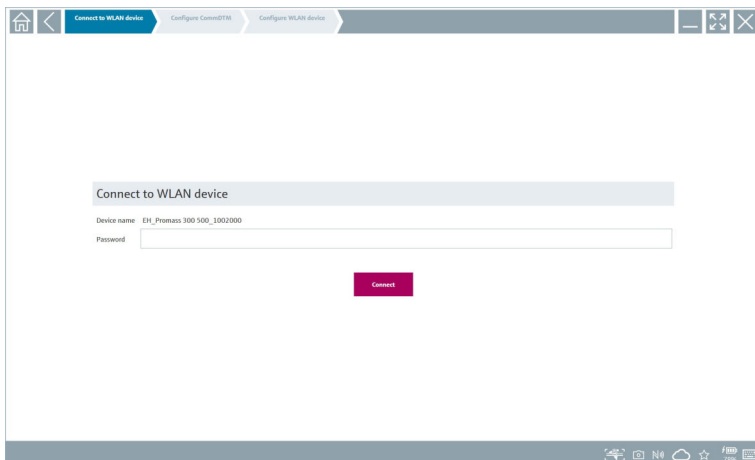 Connect to WLAN device Configure CommDTM Configure WLAN device
Connect to WLAN device
Device name EH_Promass 300 500_1002000
Password
Connect